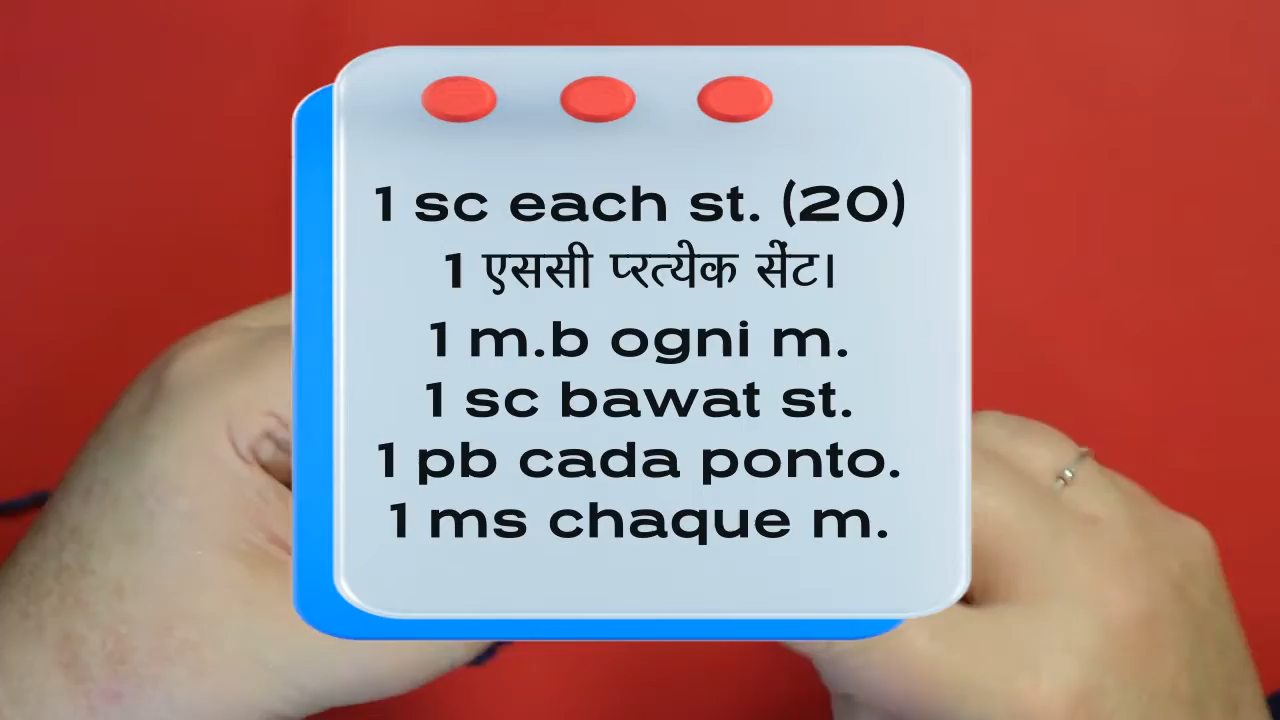 1 sc each st. (20)
1 एससी प्रत्येक सेंट।
1 m.b ogni m.
1 sc bawat st.
1 pb cada ponto.
1 ms chaque m.